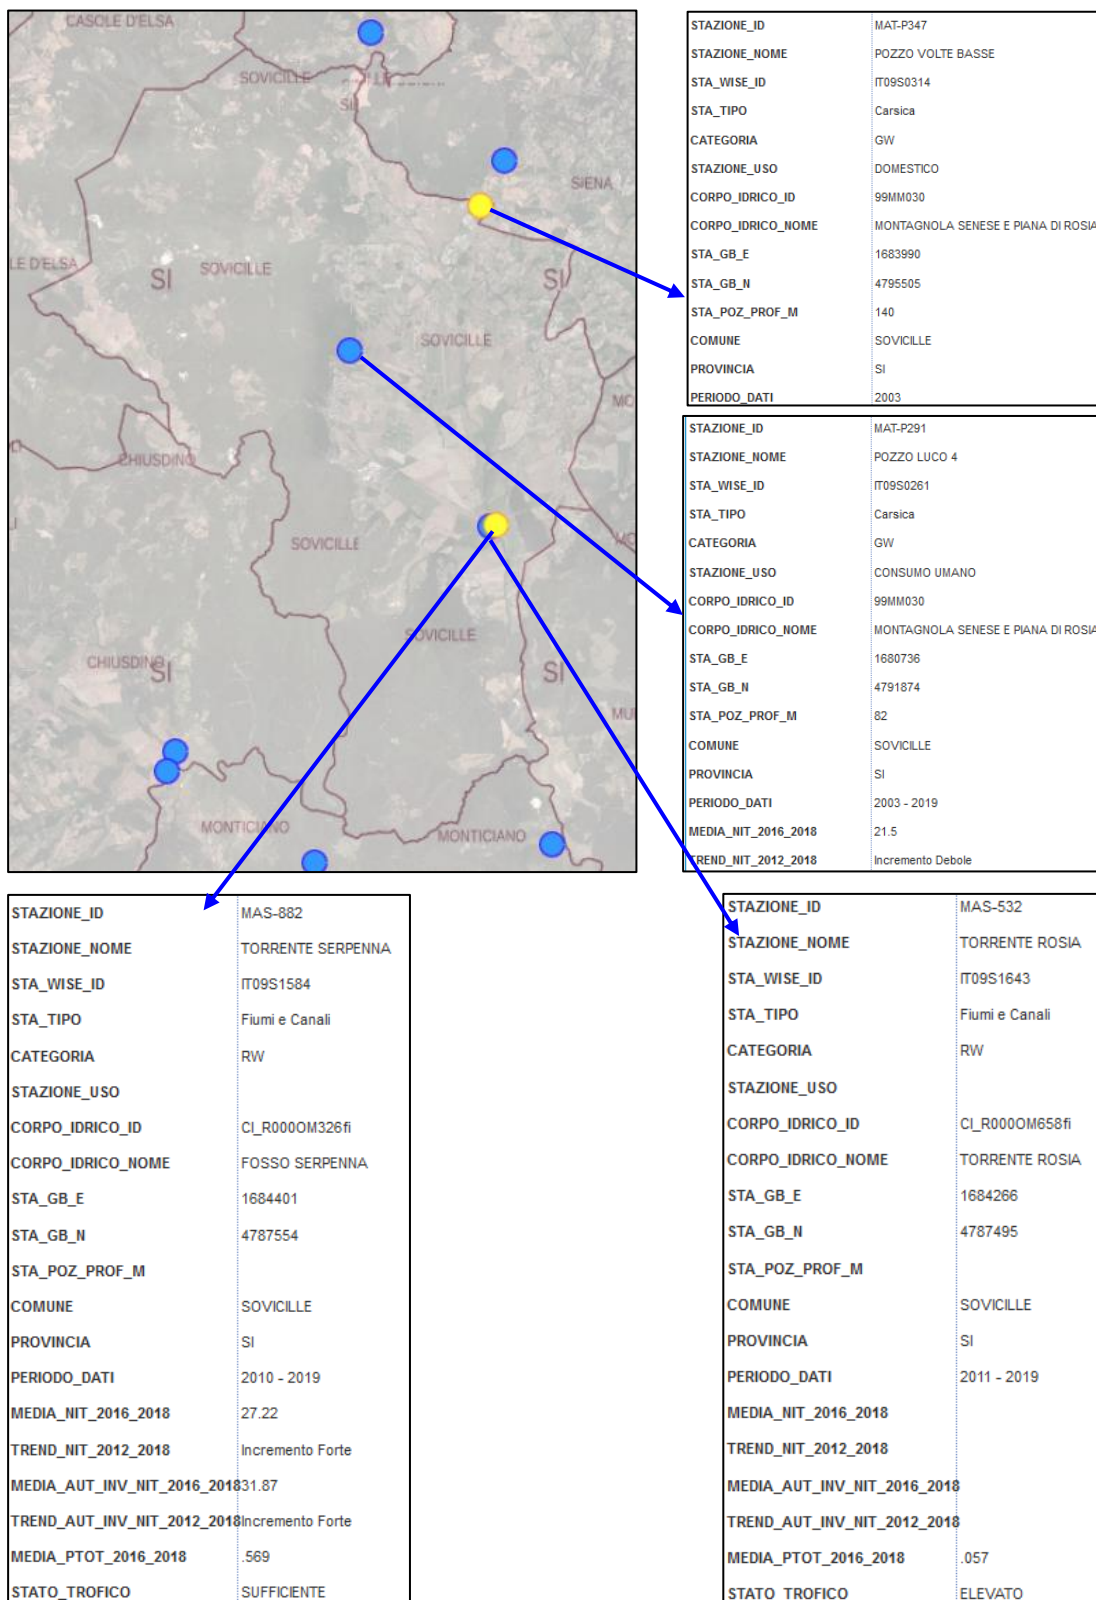 CASOLE D'ELSA
SOVICILLE
SI
SIENA
LE D'ELSA
SI
SOVICILLE
SI
SOVICILLE
MO
CHIUSDINO
SOVICILLE
MO
SOVICILLE
CHIUSDINO
SI
SI
MUR
MONTICIANO
MONTICIANO
STAZIONE_ID MAT-P347
STAZIONE_NOME POZZO VOLTE BASSE
STA_WISE_ID IT09S0314
STA_TIPO Carsica
CATEGORIA GW
STAZIONE_USO DOMESTICO
CORPO_IDRICO_ID 99MM030
CORPO_IDRICO_NOME MONTAGNOLA SENESE E PIANA DI ROSIA
STA_GB_E 1683990
STA_GB_N 4795505
STA_POZ_PROF_M 140
COMUNE SOVICILLE
PROVINCIA SI
PERIODO_DATI 2003
STAZIONE_ID MAT-P291
STAZIONE_NOME POZZO LUCO 4
STA_WISE_ID IT09S0261
STA_TIPO Carsica
CATEGORIA GW
STAZIONE_USO CONSUMO UMANO
CORPO_IDRICO_ID 99MM030
CORPO_IDRICO_NOME MONTAGNOLA SENESE E PIANA DI ROSIA
STA_GB_E 1680736
STA_GB_N 4791874
STA_POZ_PROF_M 82
COMUNE SOVICILLE
PROVINCIA SI
PERIODO_DATI 2003 - 2019
MEDIA_NIT_2016_2018 21.5
TREND_NIT_2012_2018 Incremento Debole
STAZIONE_ID MAS-882
STAZIONE_NOME TORRENTE SERPENNA
STA_WISE_ID IT09S1584
STA_TIPO Fiumi e Canali
CATEGORIA RW
STAZIONE_USO
CORPO_IDRICO_ID CI_R000OM326fi
CORPO_IDRICO_NOME FOSSO SERPENNA
STA_GB_E 1684401
STA_GB_N 4787554
STA_POZ_PROF_M
COMUNE SOVICILLE
PROVINCIA SI
PERIODO_DATI 2010 - 2019
MEDIA_NIT_2016_2018 27.22
TREND_NIT_2012_2018 Incremento Forte
MEDIA_AUT_INV_NIT_2016_2018 31.87
TREND_AUT_INV_NIT_2012_2018 Incremento Forte
MEDIA_PTOT_2016_2018 .569
STATO_TROFICO SUFFICIENTE
STAZIONE_ID MAS-532
STAZIONE_NOME TORRENTE ROSIA
STA_WISE_ID IT09S1643
STA_TIPO Fiumi e Canali
CATEGORIA RW
STAZIONE_USO
CORPO_IDRICO_ID CI_R000OM658fi
CORPO_IDRICO_NOME TORRENTE ROSIA
STA_GB_E 1684266
STA_GB_N 4787495
STA_POZ_PROF_M
COMUNE SOVICILLE
PROVINCIA SI
PERIODO_DATI 2011 - 2019
MEDIA_NIT_2016_2018
TREND_NIT_2012_2018
MEDIA_AUT_INV_NIT_2016_2018
TREND_AUT_INV_NIT_2012_2018
MEDIA_PTOT_2016_2018 .057
STATO_TROFICO ELEVATO